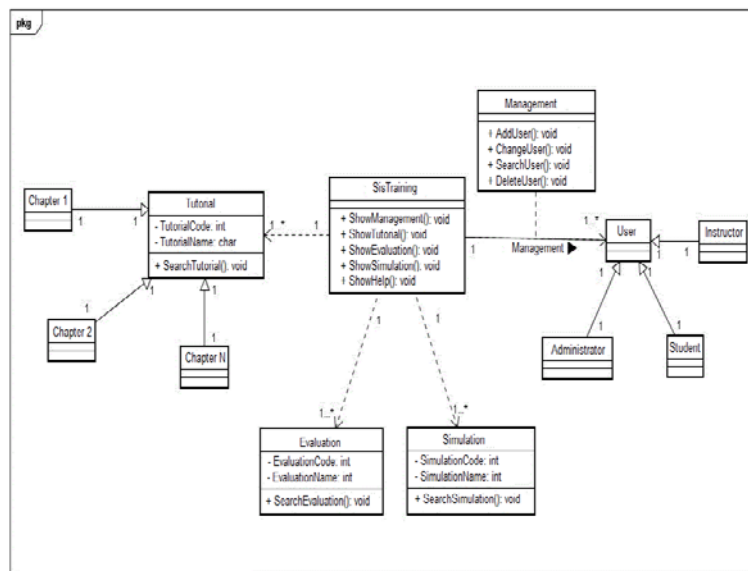 pkg
Management
+ AddUser(): void
+ ChangeUser(): void
+ SearchUser(): void
+ DeleteUser(): void
Chapter 1
1
1
Tutorial
- TutorialCode: int
- TutorialName: char
+ SearchTutorial(): void
1..*
1
SisTraining
+ ShowManagement(): void
+ ShowTutorial(): void
+ ShowEvaluation(): void
+ ShowSimulation(): void
+ ShowHelp(): void
1
Management ▶
1..*
User
1
1
Instructor
1
1
Chapter 2
1
1
Chapter N
1
1
Administrator
1
Student
1
1
1
1..*
1..*
Evaluation
- EvaluationCode: int
- EvaluationName: int
+ SearchEvaluation(): void
Simulation
- SimulationCode: int
- SimulationName: int
+ SearchSimulation(): void